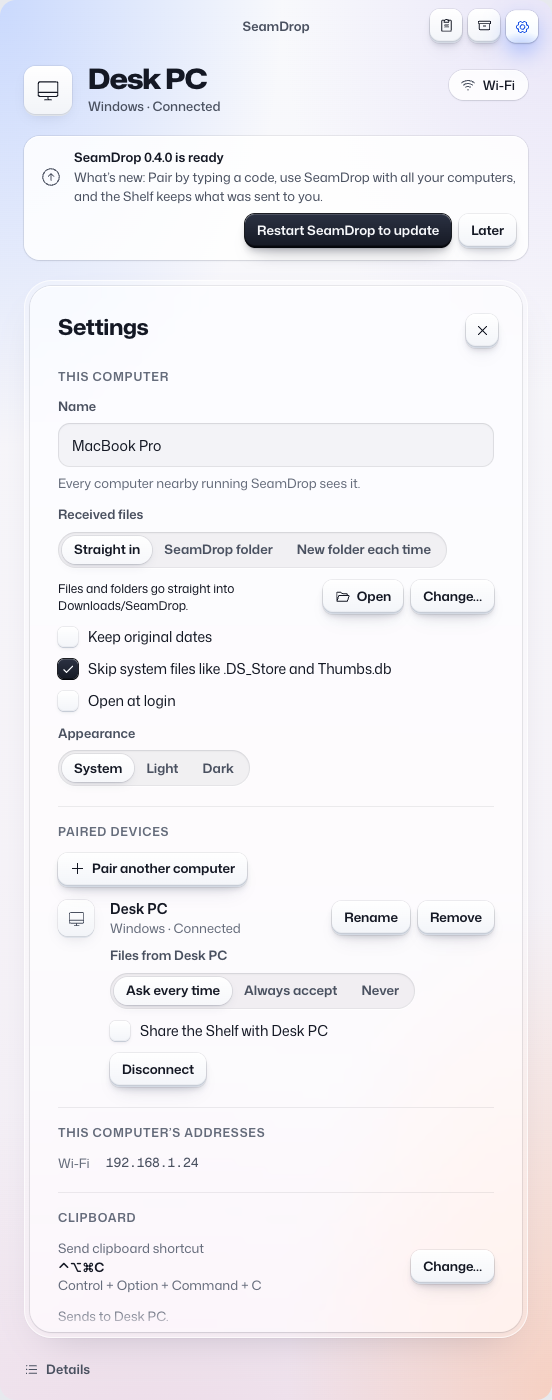 SeamDrop
Desk PC
Windows · Connected
Wi-Fi
SeamDrop 0.4.0 is ready
What's new: Pair by typing a code, use SeamDrop with all your computers,
and the Shelf keeps what was sent to you.
Restart SeamDrop to update
Later
Settings
THIS COMPUTER
Name
MacBook Pro
Every computer nearby running SeamDrop sees it.
Received files
Straight in
SeamDrop folder
New folder each time
Files and folders go straight into
Downloads/SeamDrop.
Open
Change...
Keep original dates
Skip system files like .DS_Store and Thumbs.db
Open at login
Appearance
System
Light
Dark
PAIRED DEVICES
Pair another computer
Desk PC
Windows · Connected
Rename
Remove
Files from Desk PC
Ask every time
Always accept
Never
Share the Shelf with Desk PC
Disconnect
THIS COMPUTER'S ADDRESSES
Wi-Fi 192.168.1.24
CLIPBOARD
Send clipboard shortcut
⌃⌥⌘C
Control + Option + Command + C
Change...
Sends to Desk PC.
Details